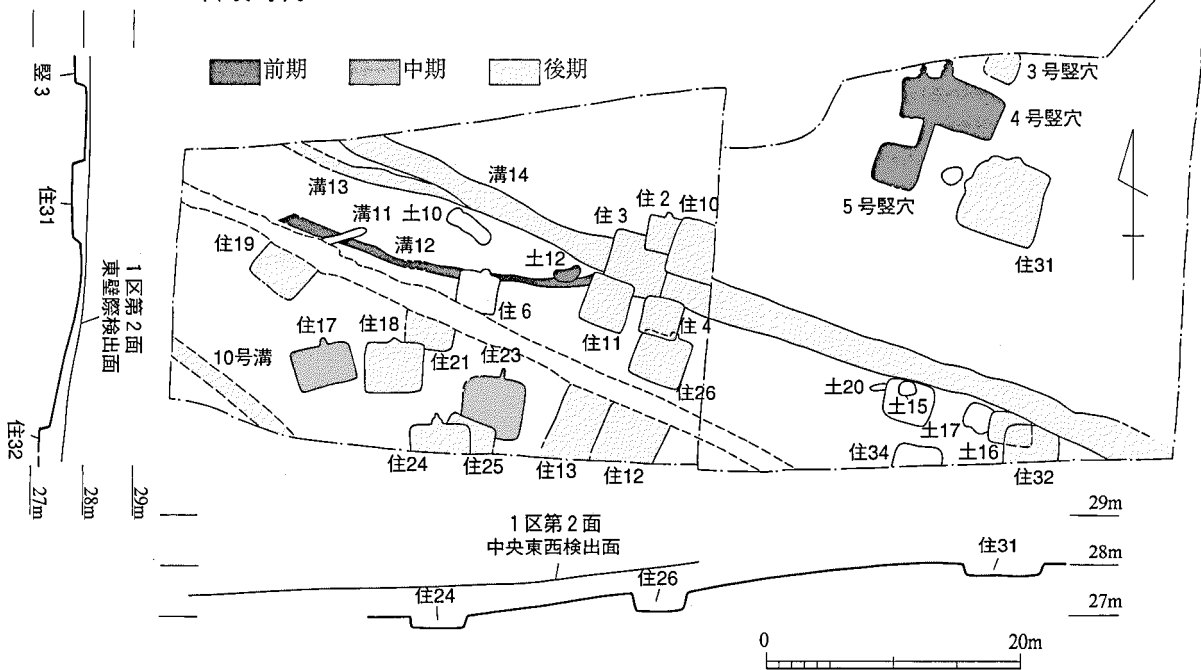 前期 中期 後期
竪3
住31
1区第2面
東壁際検出面
住32
27m
28m
29m
3号竪穴
4号竪穴
5号竪穴
住31
溝14
溝13
溝11
土10
溝12
住19
土12
住3
住2
住10
住6
住11
住4
住26
住17
住18
住21
住23
10号溝
住24
住25
住13
住12
土20
土15
土17
土16
住34
住32
1区第2面
中央東西検出面
住24
住26
住31
29m
28m
27m
0 20m